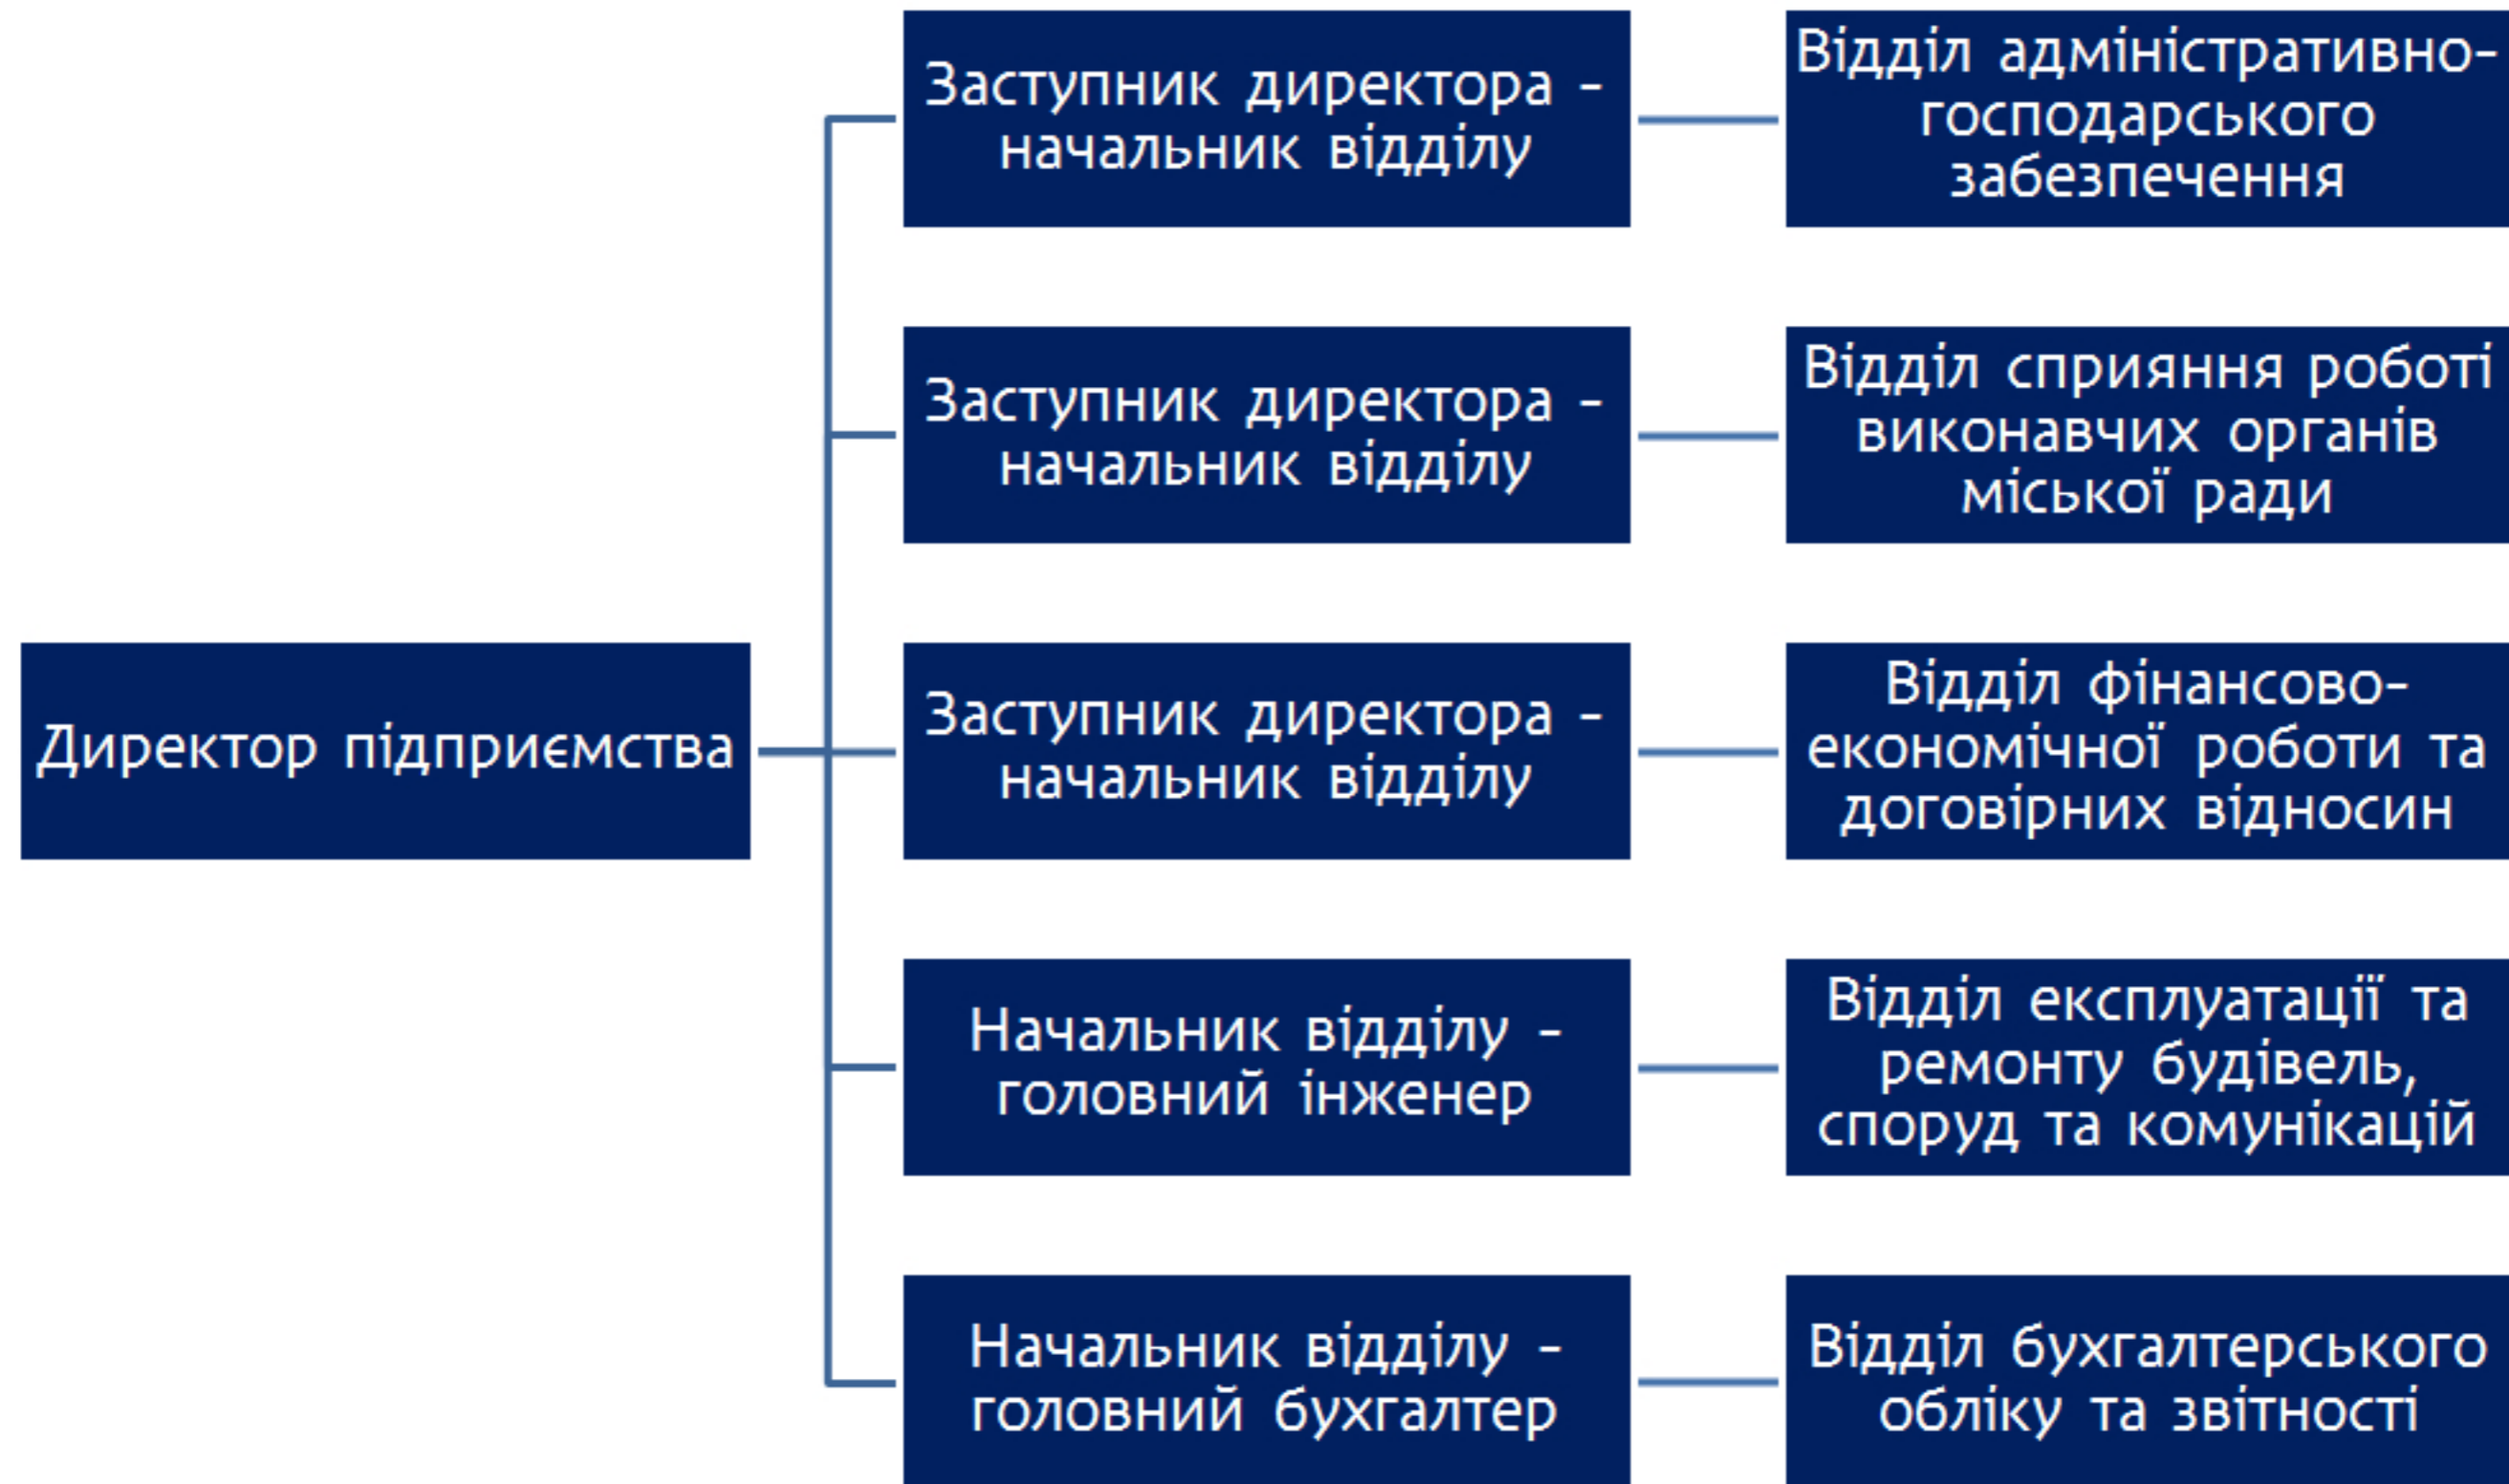 Заступник директора -
начальник відділу
Відділ адміністративно-
господарського
забезпечення
Заступник директора -
начальник відділу
Відділ сприяння роботі
виконавчих органів
міської ради
Директор підприємства
Заступник директора -
начальник відділу
Відділ фінансово-
економічної роботи та
договірних відносин
Начальник відділу -
головний інженер
Відділ експлуатації та
ремонту будівель,
споруд та комунікацій
Начальник відділу -
головний бухгалтер
Відділ бухгалтерського
обліку та звітності